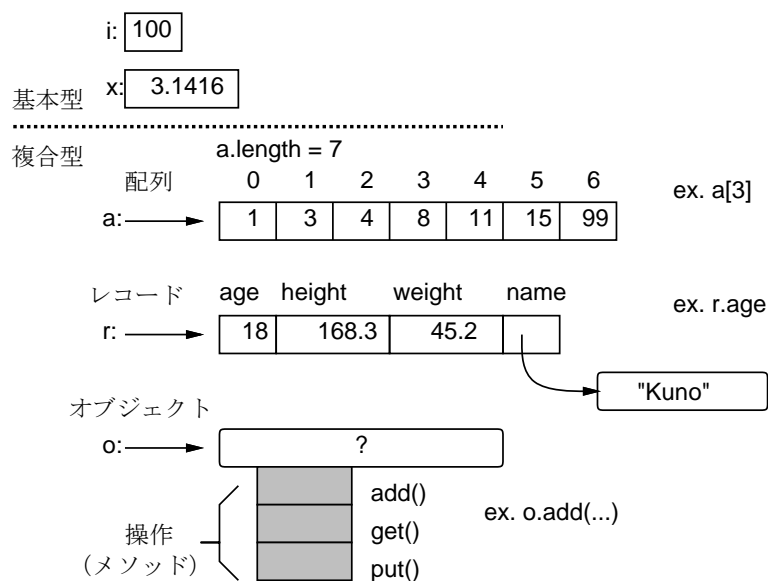 i: 100
基本型 x: 3.1416
複合型 a.length = 7
配列 0 1 2 3 4 5 6
ex. a[3]
a: 1 3 4 8 11 15 99
レコード age height weight name
ex. r.age
r: 18 168.3 45.2
"Kuno"
オブジェクト
o: ?
add()
ex. o.add(...)
操作
get()
(メソッド)
put()